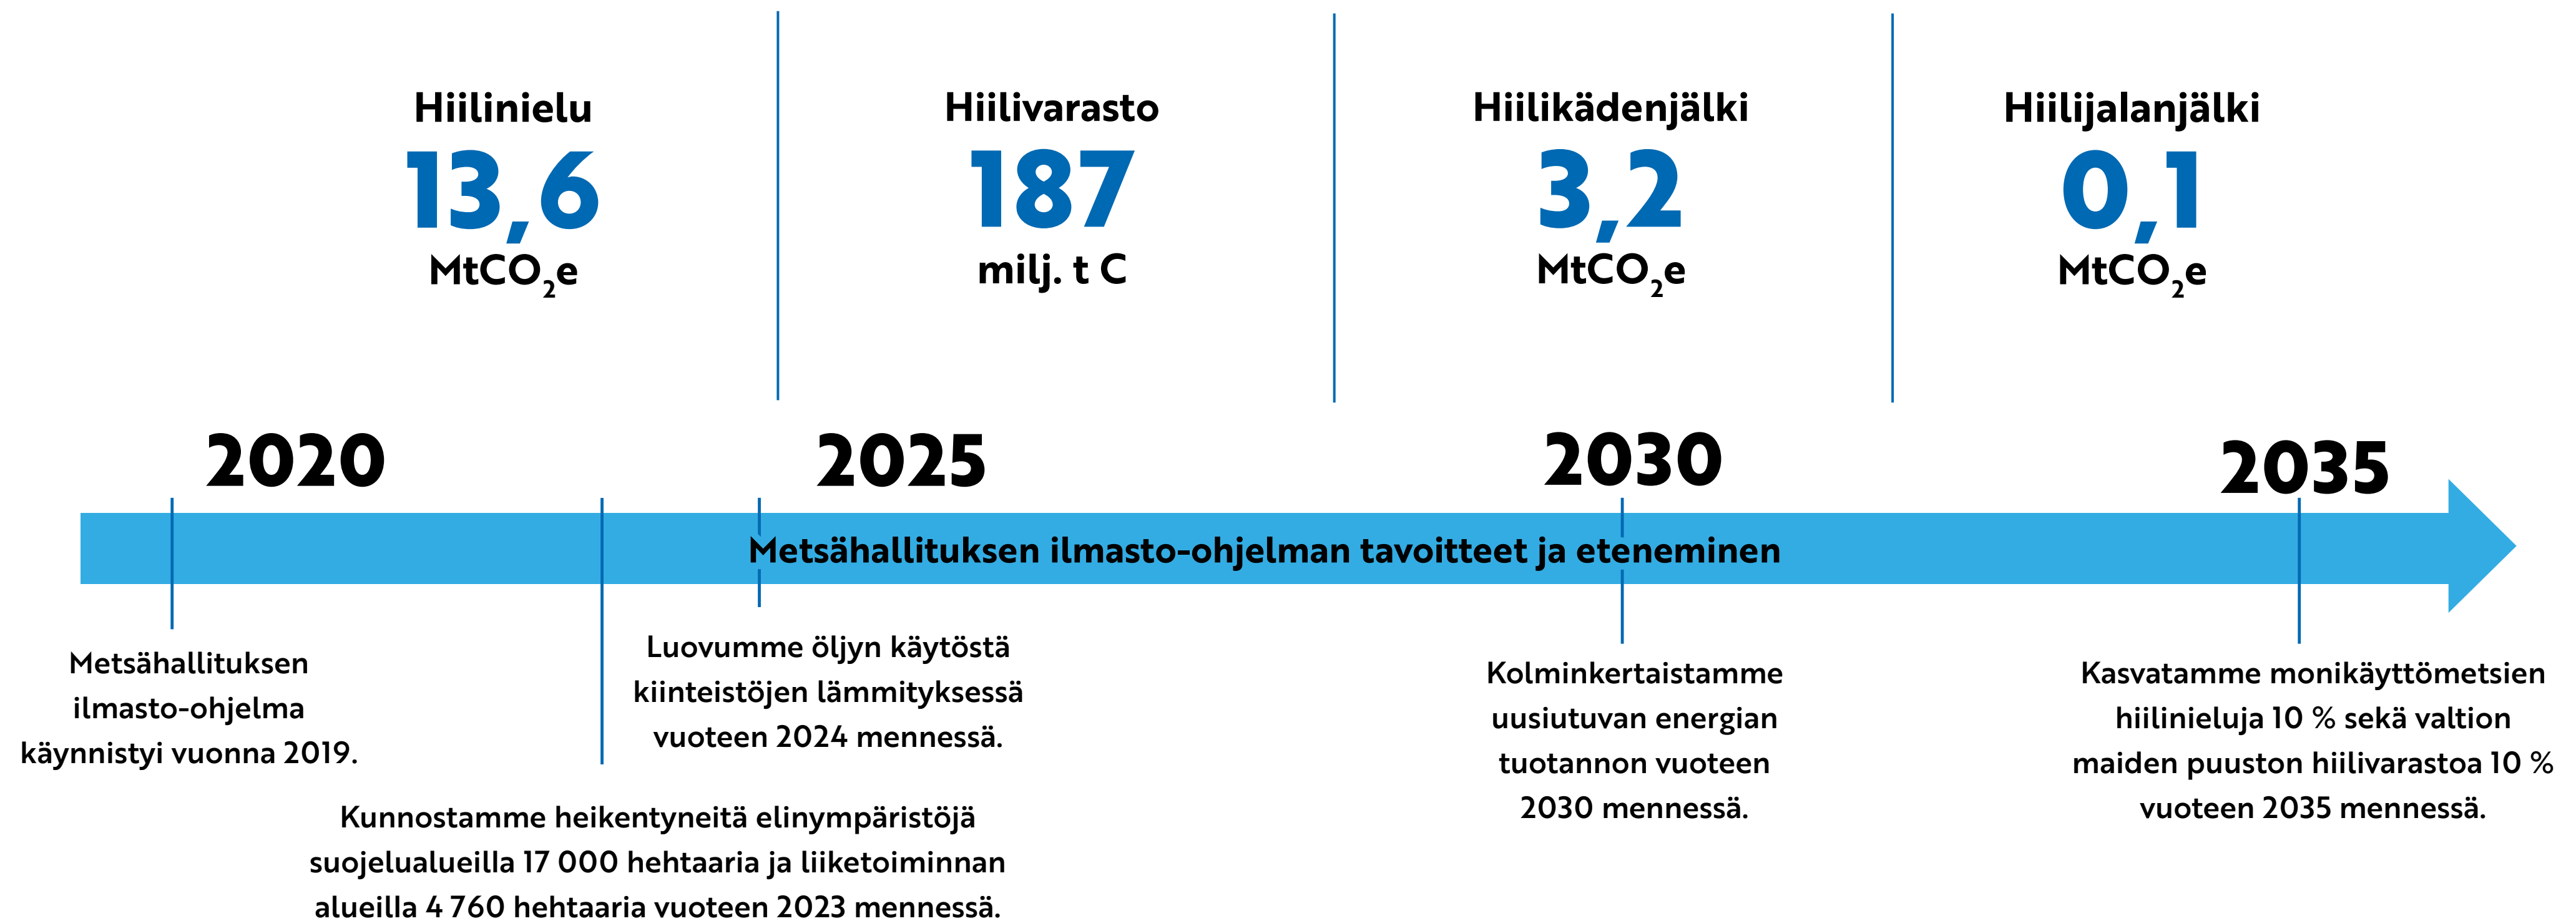 Hiilinielu
13,6
MtCO₂e
Hiilivarasto
187
milj. t C
Hiilikädenjälki
3,2
MtCO₂e
Hiilijalanjälki
0,1
MtCO₂e
2020
2025
2030
2035
Metsähallituksen ilmasto-ohjelman tavoitteet ja eteneminen
Metsähallituksen
ilmasto-ohjelma
käynnistyi vuonna 2019.
Kunnostamme heikentyneitä elinympäristöjä
suojelualueilla 17 000 hehtaaria ja liiketoiminnan
alueilla 4 760 hehtaaria vuoteen 2023 mennessä.
Luovumme öljyn käytöstä
kiinteistöjen lämmityksessä
vuoteen 2024 mennessä.
Kolminkertaistamme
uusiutuvan energian
tuotannon vuoteen
2030 mennessä.
Kasvatamme monikäyttömetsien
hiilinieluja 10 % sekä valtion
maiden puuston hiilivarastoa 10 %
vuoteen 2035 mennessä.